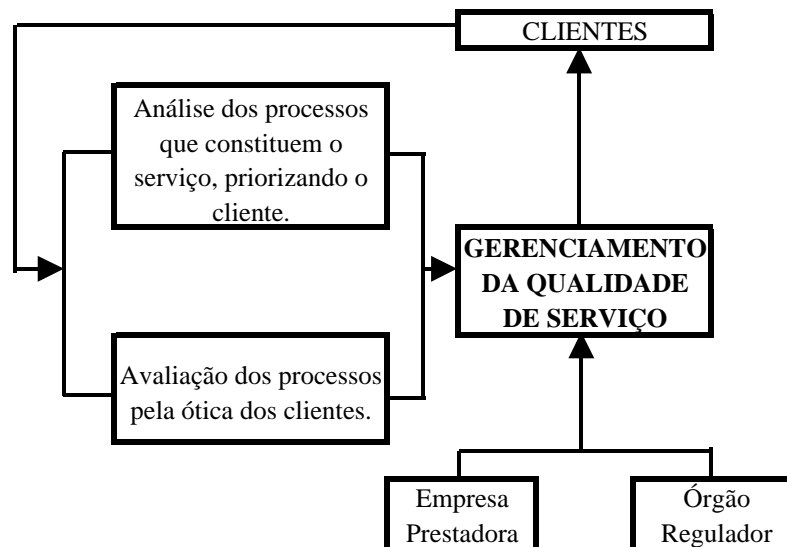 CLIENTES
Análise dos processos
que constituem o
serviço, priorizando o
cliente.
GERENCIAMENTO
DA QUALIDADE
DE SERVIÇO
Avaliação dos processos
pela ótica dos clientes.
Empresa
Prestadora
Órgão
Regulador